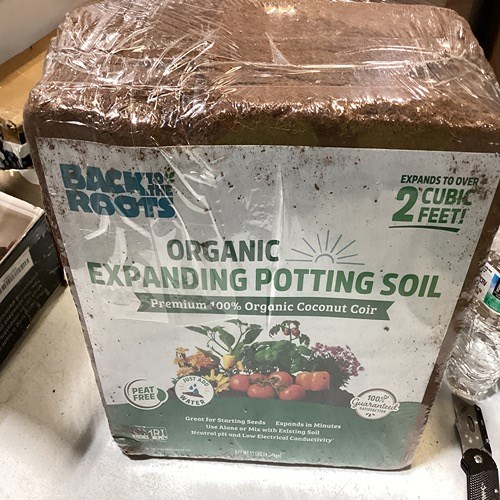 BACK TO THE
ROOTS
EXPANDS TO OVER
2 CUBIC
FEET!
ORGANIC
EXPANDING POTTING SOIL
Premium 100% Organic Coconut Coir
PEAT
FREE
JUST ADD
WATER
100%
Guaranteed
SATISFACTION
Great for Starting Seeds Expands in Minutes
Use Alone or Mix with Existing Soil
Neutral pH and Low Electrical Conductivity